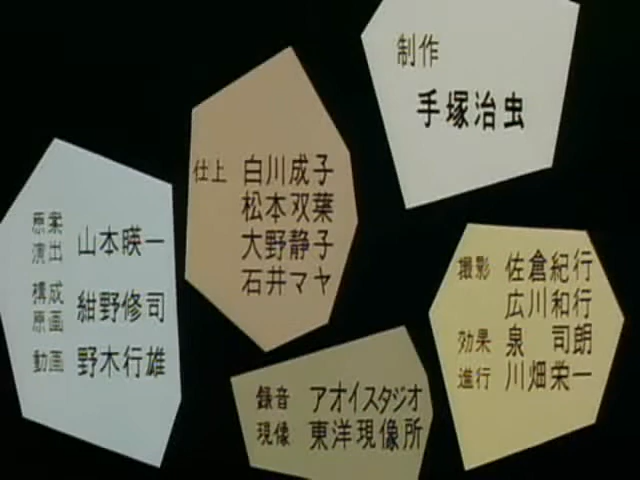 制作
手塚治虫
仕上 白川成子
松本双葉
大野静子
石井マヤ
原案
演出 山本暎一
構成
原画 紺野修司
動画 野木行雄
撮影 佐倉紀行
広川和行
効果 泉 司朗
進行 川畑栄一
録音 アオイスタジオ
現像 東洋現像所